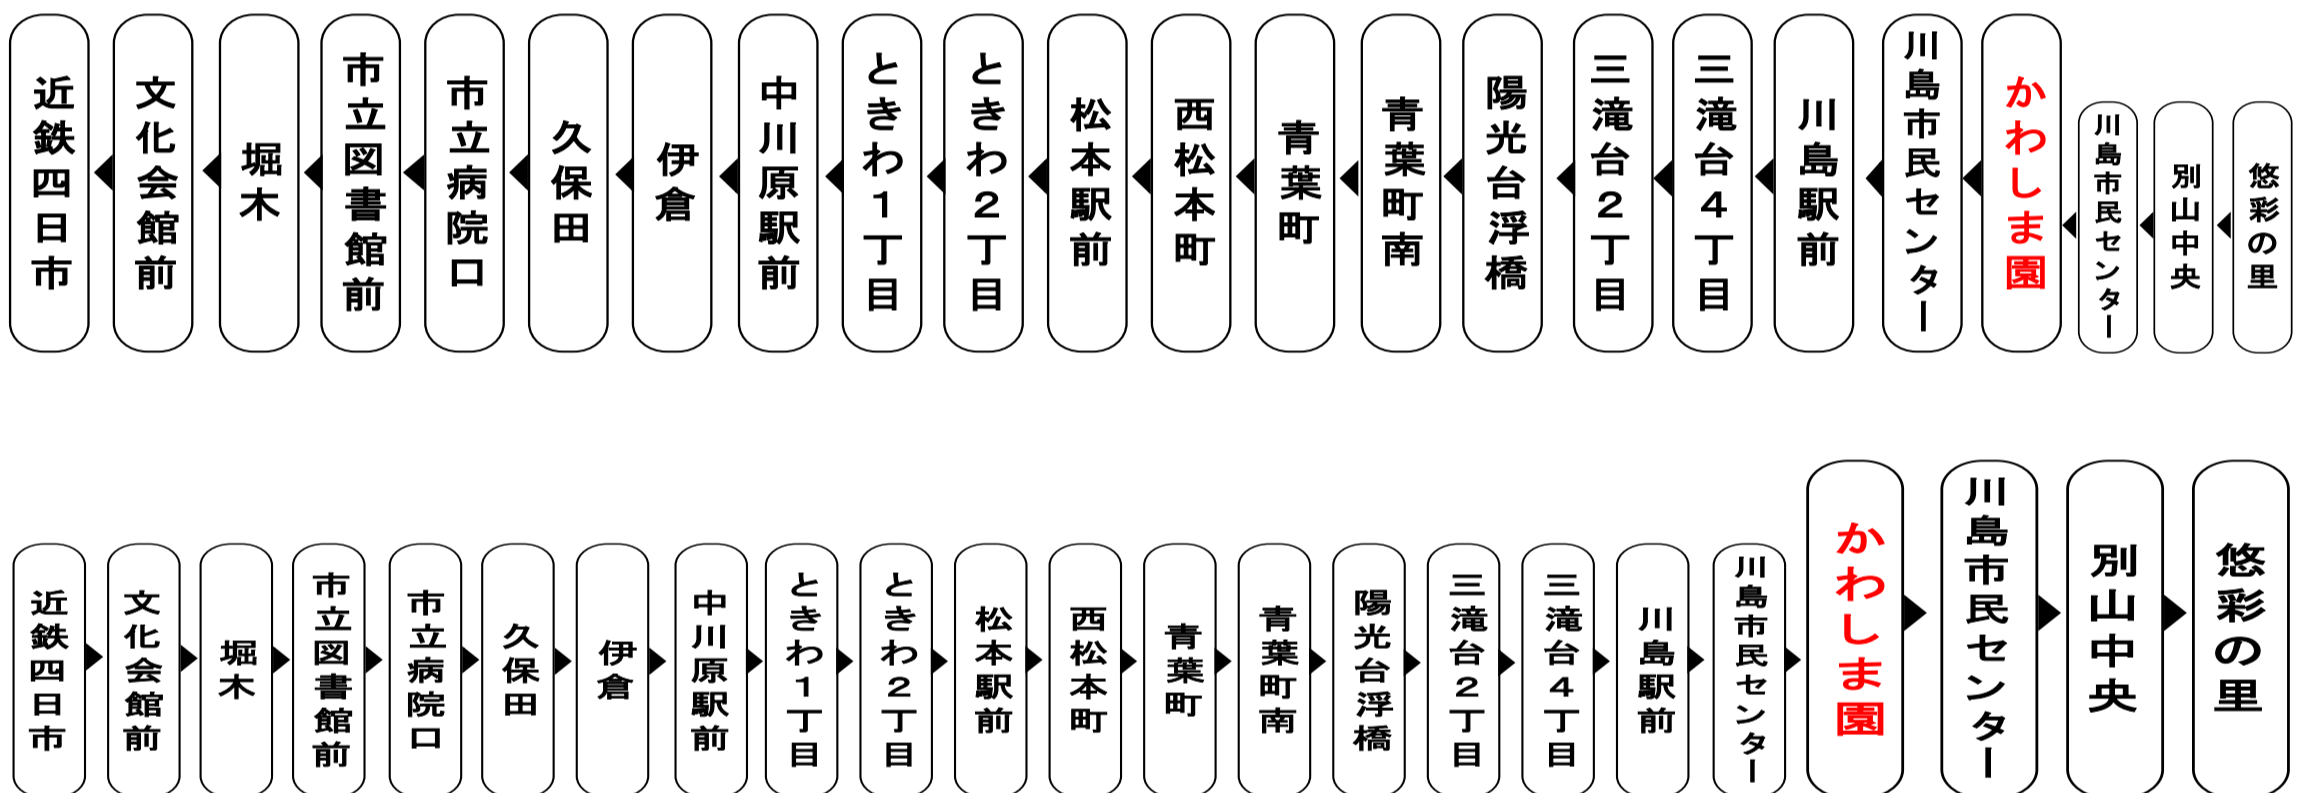 近鉄四日市
文化会館前
堀木
市立図書館前
市立病院口
久保田
伊倉
中川原駅前
ときわ1丁目
ときわ2丁目
松本駅前
西松本町
青葉町
青葉町南
陽光台浮橋
三滝台2丁目
三滝台4丁目
川島駅前
川島市民センター
かわしま園
川島市民センター
別山中央
悠彩の里
近鉄四日市
文化会館前
堀木
市立図書館前
市立病院口
久保田
伊倉
中川原駅前
ときわ1丁目
ときわ2丁目
松本駅前
西松本町
青葉町
青葉町南
陽光台浮橋
三滝台2丁目
三滝台4丁目
川島駅前
川島市民センター
かわしま園
川島市民センター
別山中央
悠彩の里